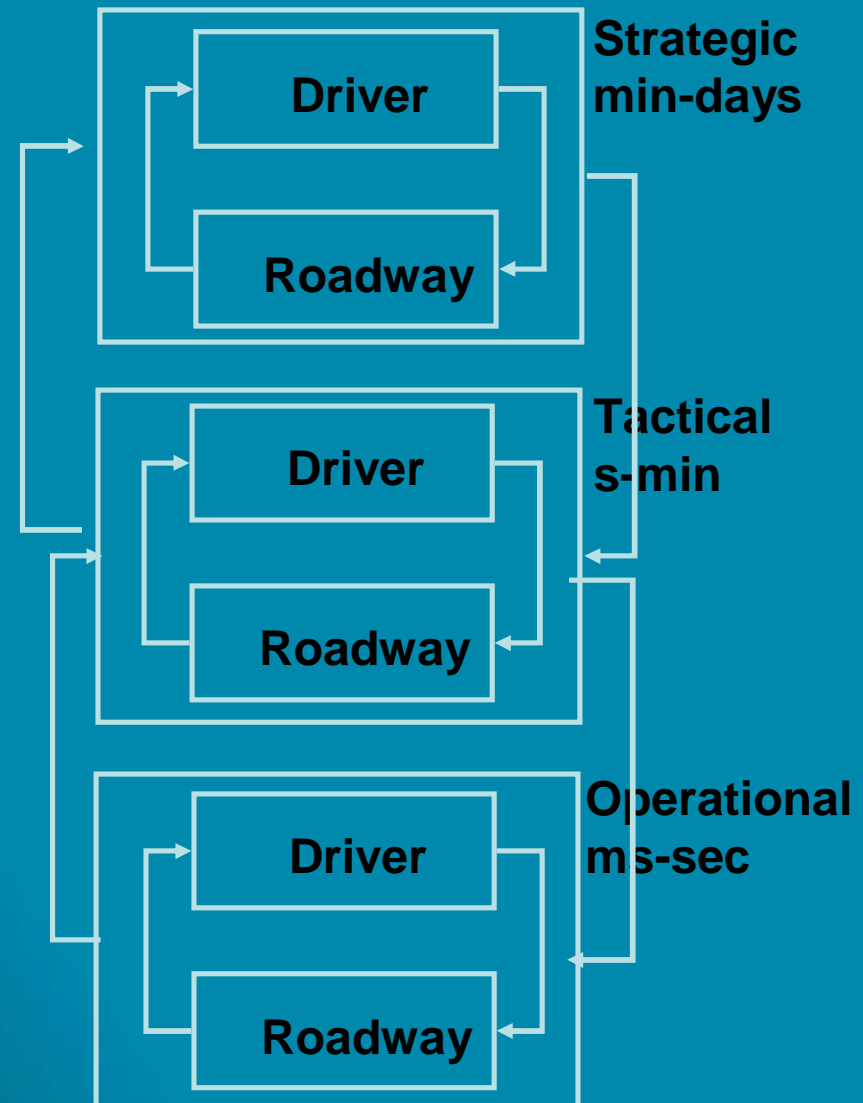 Strategic
min-days
Driver
Roadway
Tactical
s-min
Driver
Roadway
Operational
ms-sec
Driver
Roadway